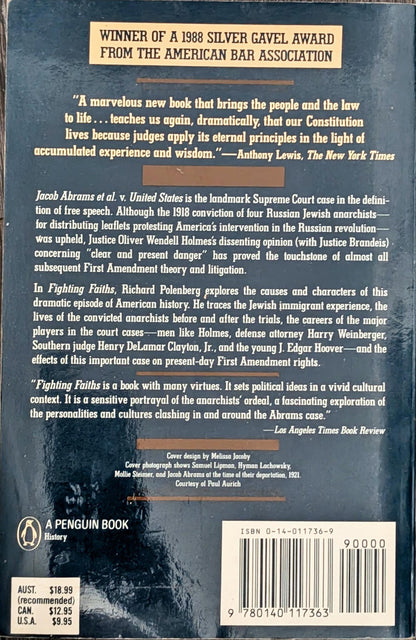 WINNER OF A 1988 SILVER GAVEL AWARD
FROM THE AMERICAN BAR ASSOCIATION
"A marvelous new book that brings the people and the law
to life . . . teaches us again, dramatically, that our Constitution
lives because judges apply its eternal principles in the light of
accumulated experience and wisdom."—Anthony Lewis, The New York Times
Jacob Abrams et al. v. United States is the landmark Supreme Court case in the defini-
tion of free speech. Although the 1918 conviction of four Russian Jewish anarchists—
for distributing leaflets protesting America's intervention in the Russian revolution—
was upheld, Justice Oliver Wendell Holmes's dissenting opinion (with Justice Brandeis)
concerning "clear and present danger" has proved the touchstone of almost all
subsequent First Amendment theory and litigation.
In Fighting Faiths, Richard Polenberg explores the causes and characters of this
dramatic episode of American history. He traces the Jewish immigrant experience, the
lives of the convicted anarchists before and after the trials, the careers of the major
players in the court cases—men like Holmes, defense attorney Harry Weinberger,
Southern judge Henry DeLamar Clayton, Jr., and the young J. Edgar Hoover—and the
effects of this important case on present-day First Amendment rights.
"Fighting Faiths is a book with many virtues. It sets political ideas in a vivid cultural
context. It is a sensitive portrayal of the anarchists' ordeal, a fascinating exploration of
the personalities and cultures clashing in and around the Abrams case."
—Los Angeles Times Book Review
Cover design by Melissa Jacoby
Cover photograph shows Samuel Lipman, Hyman Lachowsky,
Mollie Steimer, and Jacob Abrams at the time of their deportation, 1921.
Courtesy of Paul Avrich
A PENGUIN BOOK
History
ISBN 0-14-011736-9
90000
9 780140 117363
AUST. $18.99
(recommended)
CAN. $12.95
U.S.A. $9.95